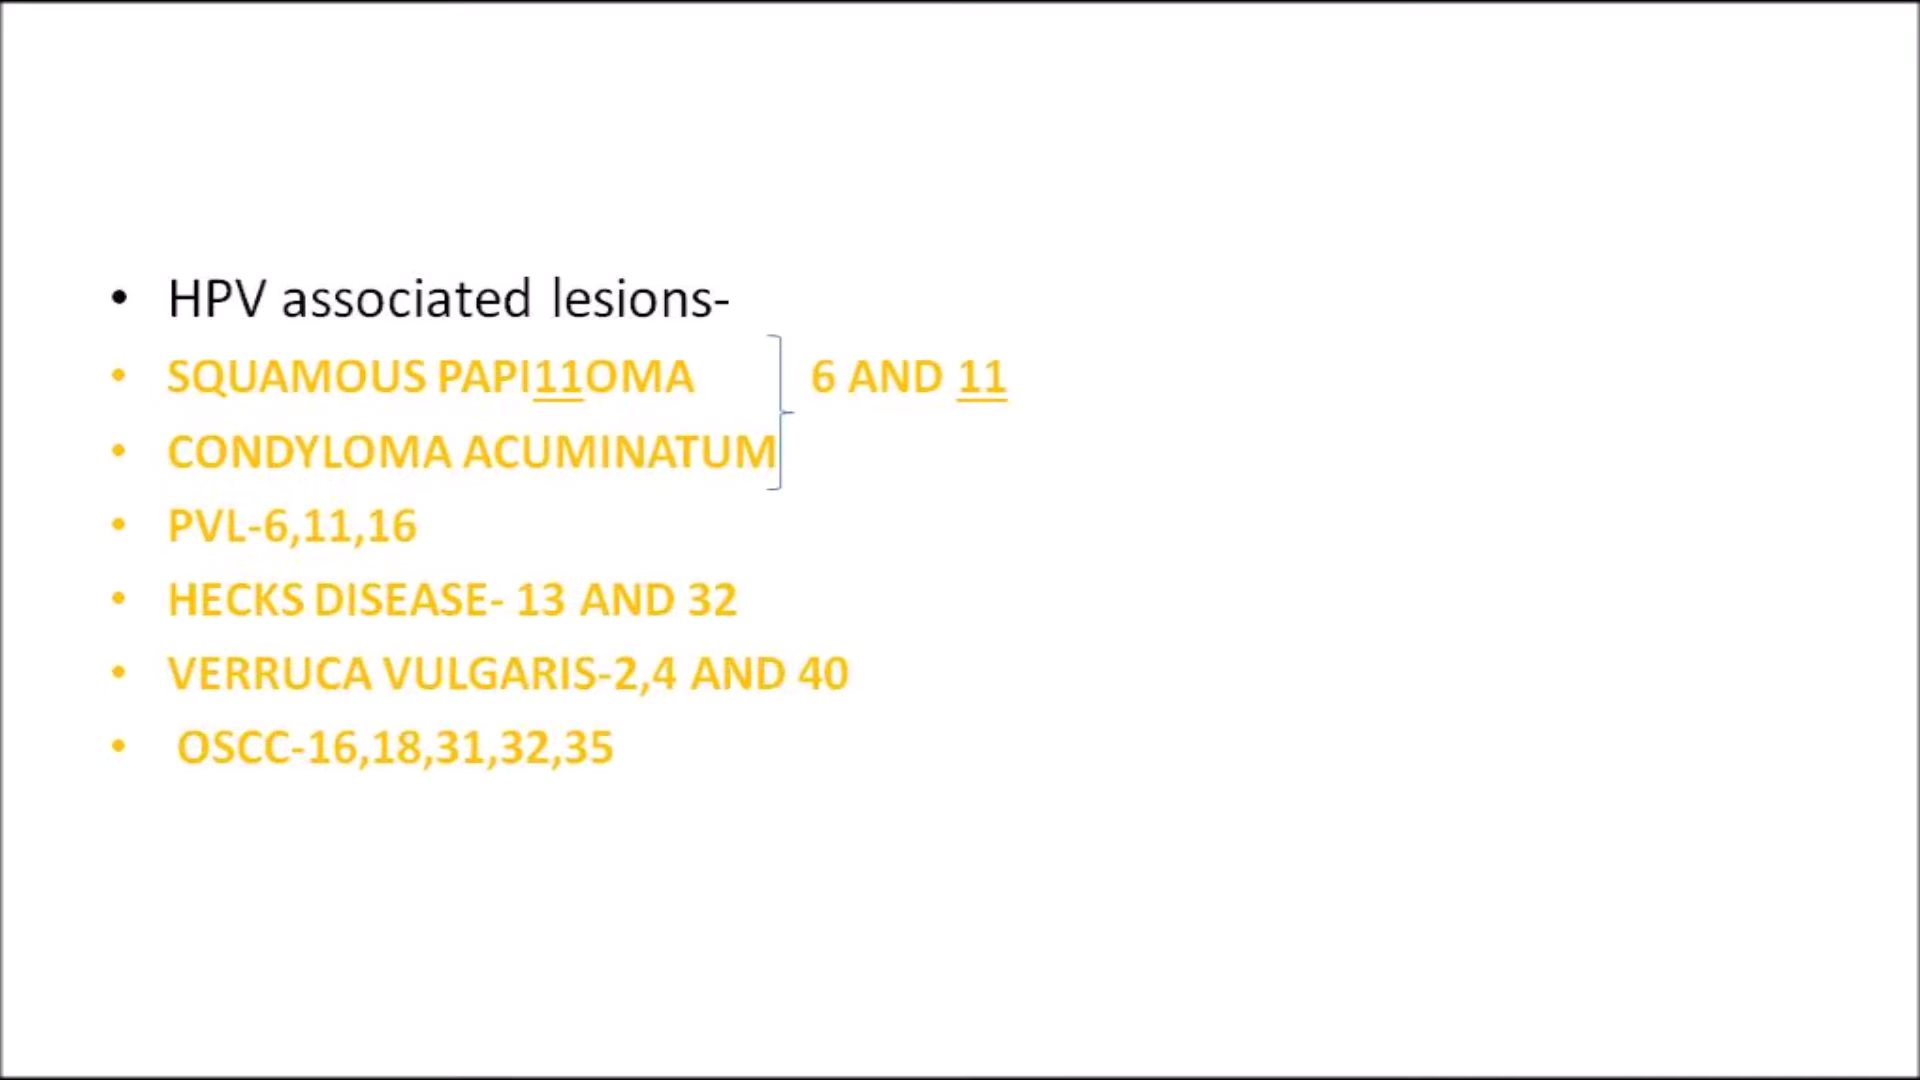 • HPV associated lesions-
• SQUAMOUS PAPI11OMA 6 AND 11
• CONDYLOMA ACUMINATUM
• PVL-6,11,16
• HECKS DISEASE- 13 AND 32
• VERRUCA VULGARIS-2,4 AND 40
• OSCC-16,18,31,32,35